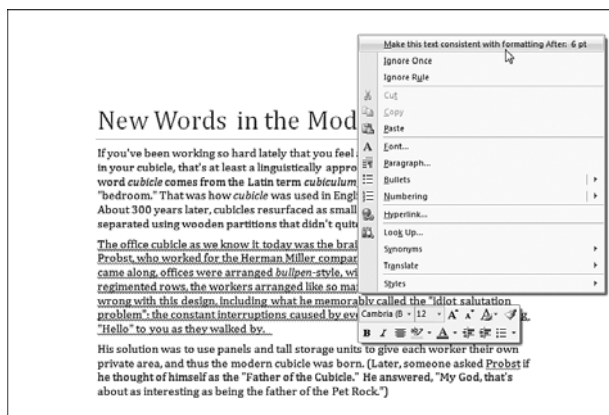 Make this text consistent with formatting After: 6 pt
Ignore Once
Ignore Rule
Cut
Copy
Paste
Font...
Paragraph...
Bullets
Numbering
Hyperlink...
Look Up...
Synonyms
Translate
Styles
Cambria (B 12 A A A
B I A
New Words in the Mod
If you've been working so hard lately that you feel
in your cubicle, that's at least a linguistically appro
word cubicle comes from the Latin term cubiculum,
"bedroom." That was how cubicle was used in Engl
About 300 years later, cubicles resurfaced as small
separated using wooden partitions that didn't quit
The office cubicle as we know it today was the brai
Probst, who worked for the Herman Miller compan
came along, offices were arranged bullpen-style, wi
regimented rows, the workers arranged like so ma
wrong with this design, including what he memorably called the "idiot salutation
problem": the constant interruptions caused by eve
"Hello" to you as they walked by.
His solution was to use panels and tall storage units to give each worker their own
private area, and thus the modern cubicle was born. (Later, someone asked Probst if
he thought of himself as the "Father of the Cubicle." He answered, "My God, that's
about as interesting as being the father of the Pet Rock.")